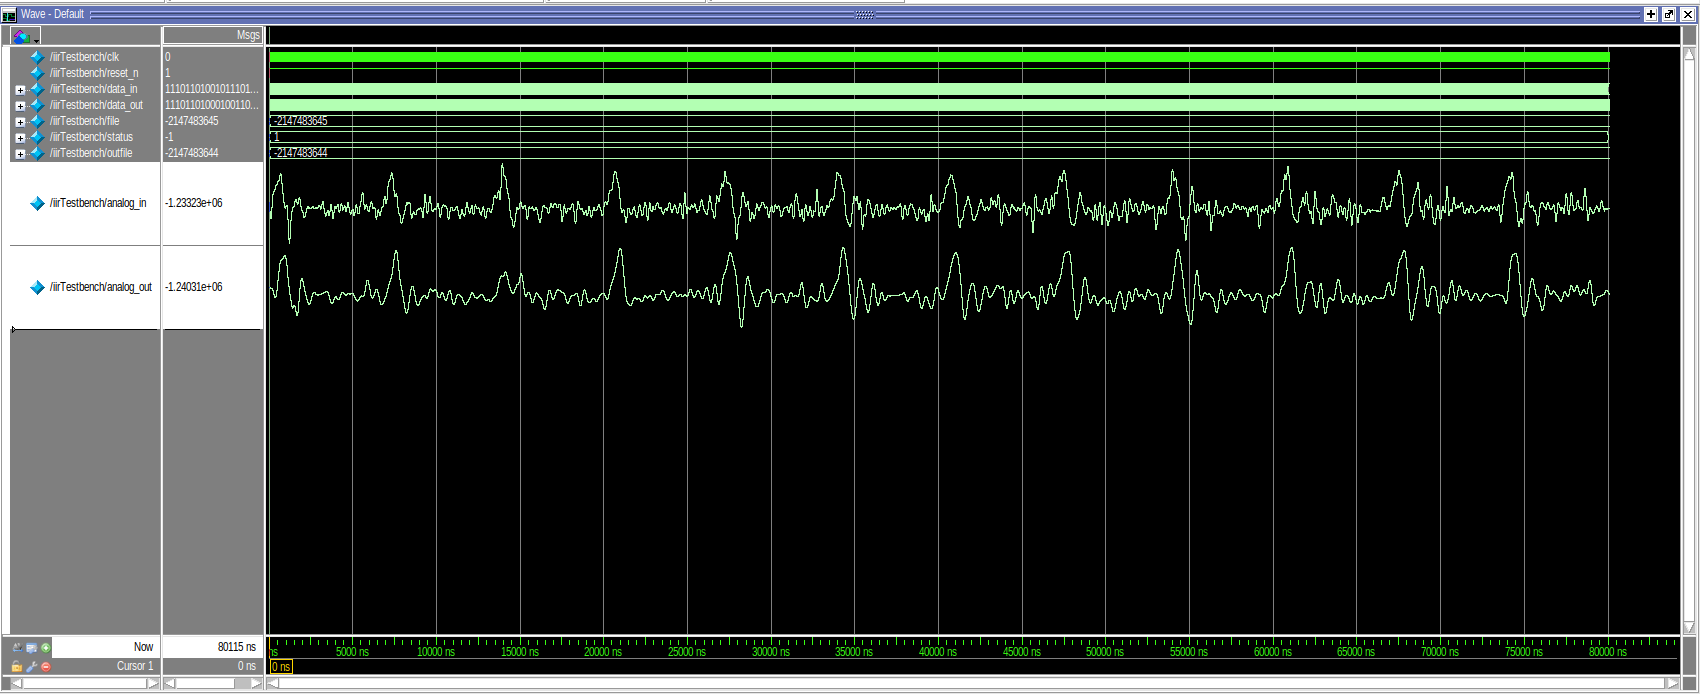 Wave - Default
Msgs
/iirTestbench/clk 0
/iirTestbench/reset_n 1
/iirTestbench/data_in 11101101001011101...
/iirTestbench/data_out 11101101000100110...
/iirTestbench/file -2147483645 -2147483645
/iirTestbench/status -1 1
/iirTestbench/outfile -2147483644 -2147483644
/iirTestbench/analog_in -1.23323e+06
/iirTestbench/analog_out -1.24031e+06
Now 80115 ns ns 5000 ns 10000 ns 15000 ns 20000 ns 25000 ns 30000 ns 35000 ns 40000 ns 45000 ns 50000 ns 55000 ns 60000 ns 65000 ns 70000 ns 75000 ns 80000 ns
Cursor 1 0 ns 0 ns